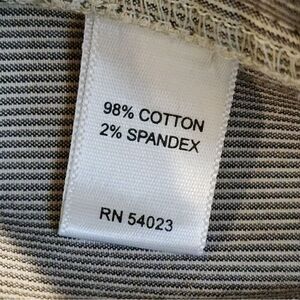 98% COTTON
2% SPANDEX
RN 54023